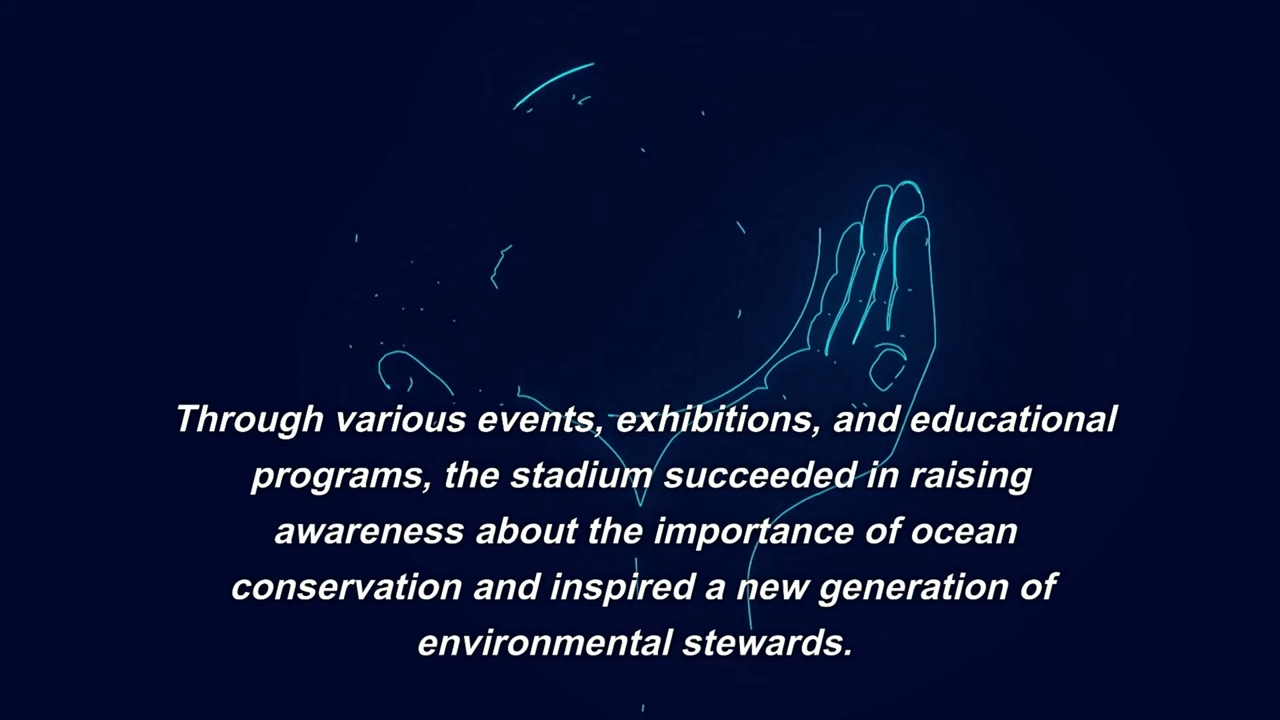 Through various events, exhibitions, and educational
programs, the stadium succeeded in raising
awareness about the importance of ocean
conservation and inspired a new generation of
environmental stewards.